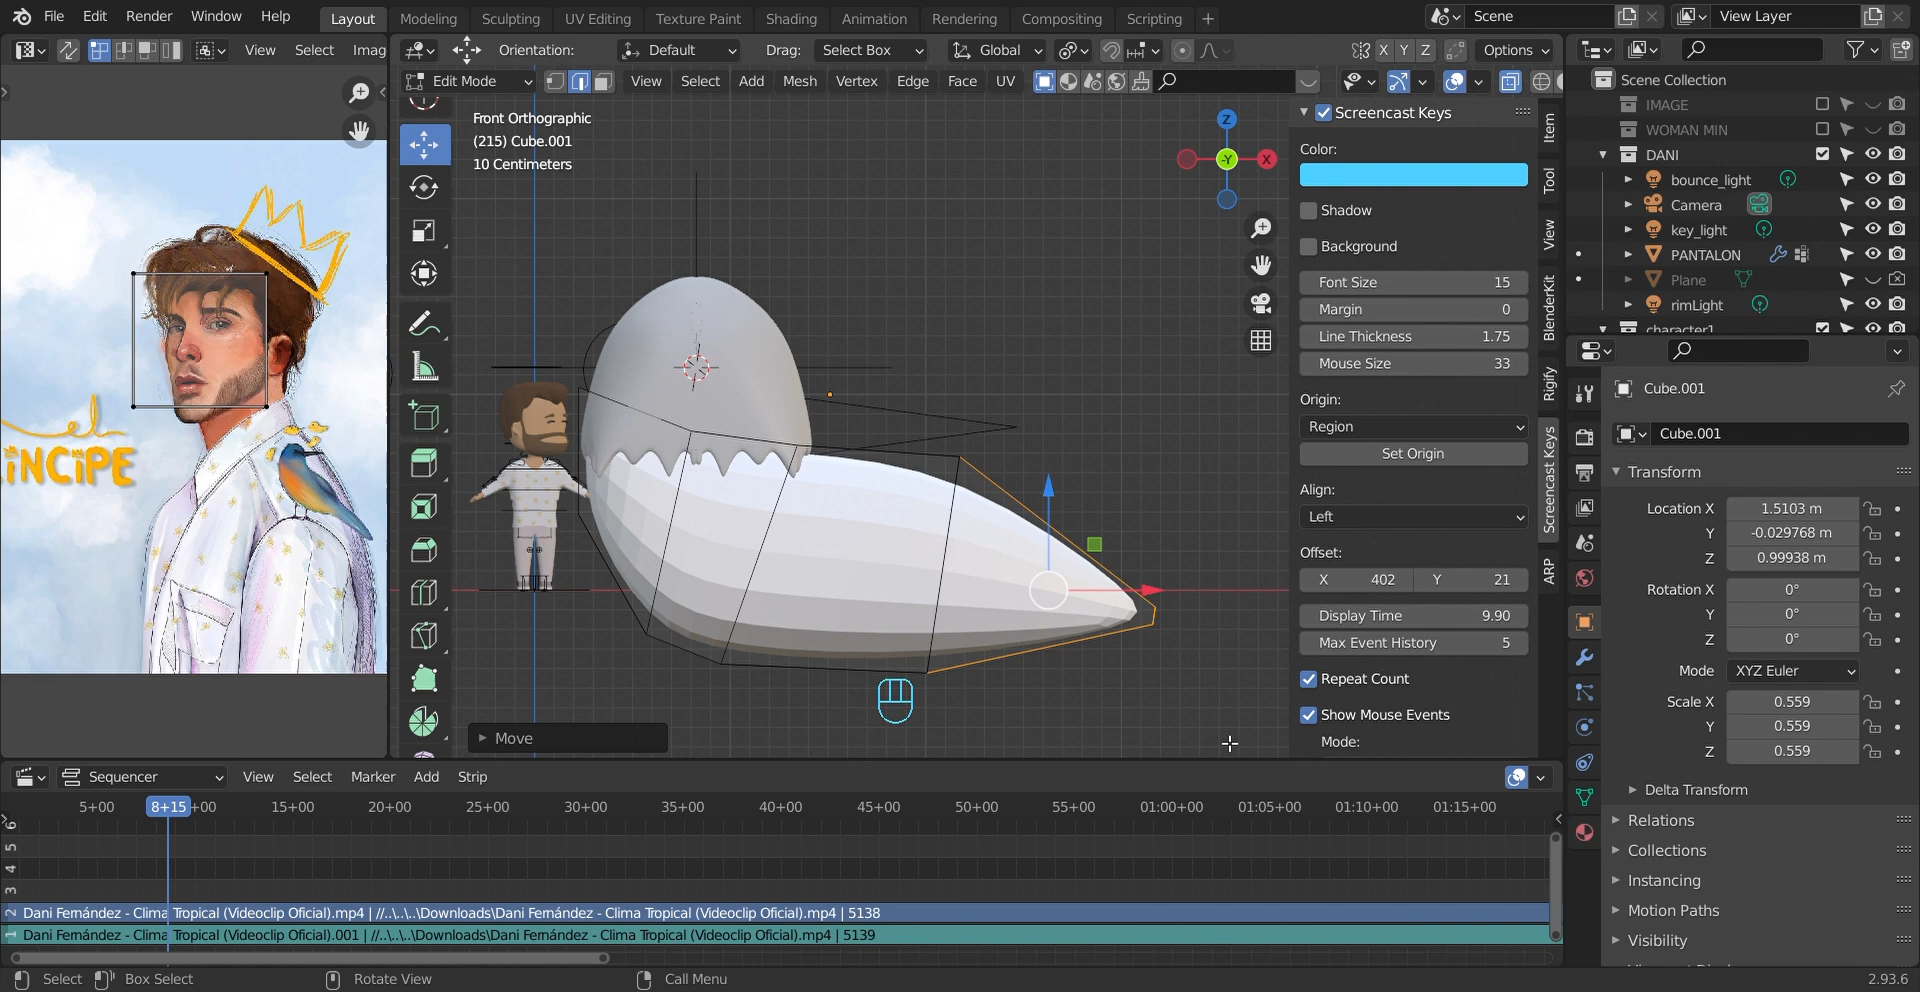 File Edit Render Window Help Layout Modeling Sculpting UV Editing Texture Paint Shading Animation Rendering Compositing Scripting Scene View Layer
View Select Imag Orientation: Default Drag: Select Box Global X Y Z Options
Edit Mode View Select Add Mesh Vertex Edge Face UV
Front Orthographic
(215) Cube.001
10 Centimeters
Z
-Y
X
Move
el
iNCiPE
Screencast Keys
Color:
Shadow
Background
Font Size 15
Margin 0
Line Thickness 1.75
Mouse Size 33
Origin:
Region
Set Origin
Align:
Left
Offset:
X 402 Y 21
Display Time 9.90
Max Event History 5
Repeat Count
Show Mouse Events
Mode:
Item
Tool
View
BlenderKit
Rigify
Screencast Keys
ARP
Scene Collection
IMAGE
WOMAN MIN
DANI
bounce_light
Camera
key_light
PANTALON
Plane
rimLight
character1
Cube.001
Cube.001
Transform
Location X 1.5103 m
Y -0.029768 m
Z 0.99938 m
Rotation X 0°
Y 0°
Z 0°
Mode XYZ Euler
Scale X 0.559
Y 0.559
Z 0.559
Delta Transform
Relations
Collections
Instancing
Motion Paths
Visibility
Sequencer View Select Marker Add Strip
5+00 8+15 +00 15+00 20+00 25+00 30+00 35+00 40+00 45+00 50+00 55+00 01:00+00 01:05+00 01:10+00 01:15+00
6
5
4
3
2 Dani Fernández - Clima Tropical (Videoclip Oficial).mp4 | //..\..\..\Downloads\Dani Fernández - Clima Tropical (Videoclip Oficial).mp4 | 5138
1 Dani Fernández - Clima Tropical (Videoclip Oficial).001 | //..\..\..\Downloads\Dani Fernández - Clima Tropical (Videoclip Oficial).mp4 | 5139
Select Box Select Rotate View Call Menu 2.93.6